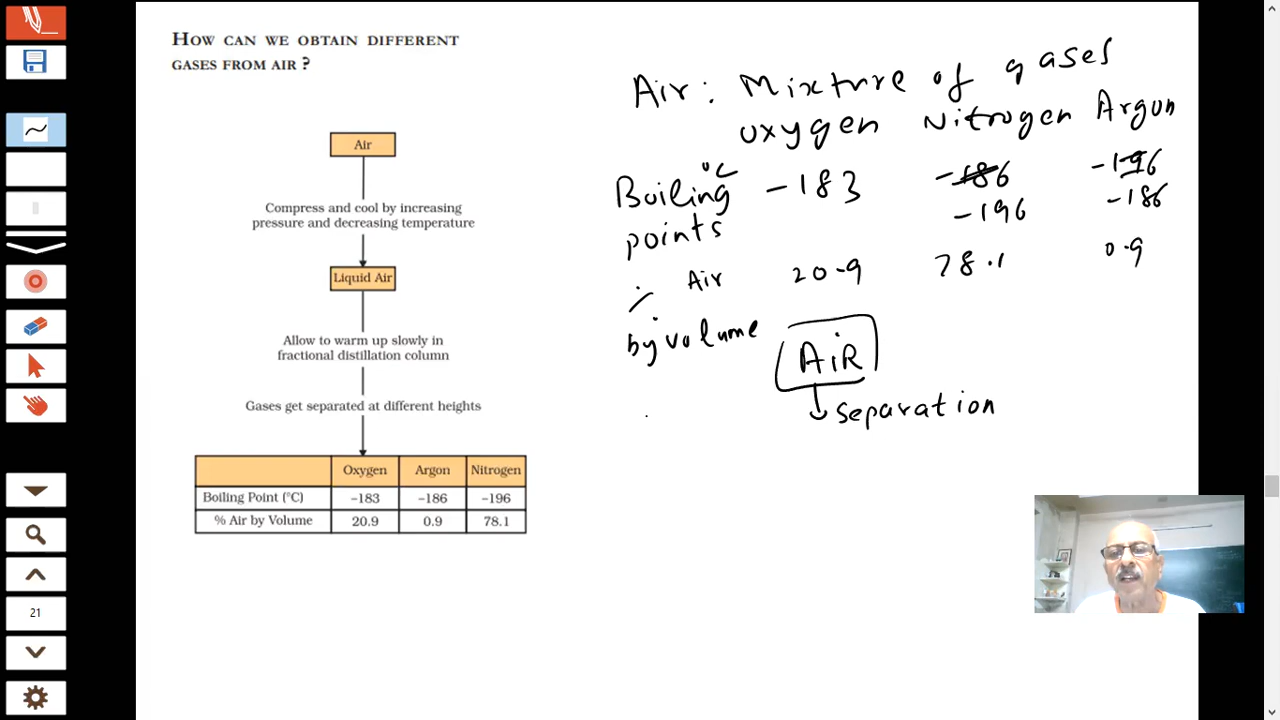 HOW CAN WE OBTAIN DIFFERENT
GASES FROM AIR ?
Air
Compress and cool by increasing
pressure and decreasing temperature
Liquid Air
Allow to warm up slowly in
fractional distillation column
Gases get separated at different heights
Oxygen Argon Nitrogen
Boiling Point (°C) –183 –186 –196
% Air by Volume 20.9 0.9 78.1
Air : Mixture of gases
oxygen Nitrogen Argon
°C
Boiling -183 -186 -196
points -196 -186
% Air 20.9 78.1 0.9
by volume
AiR
separation
21